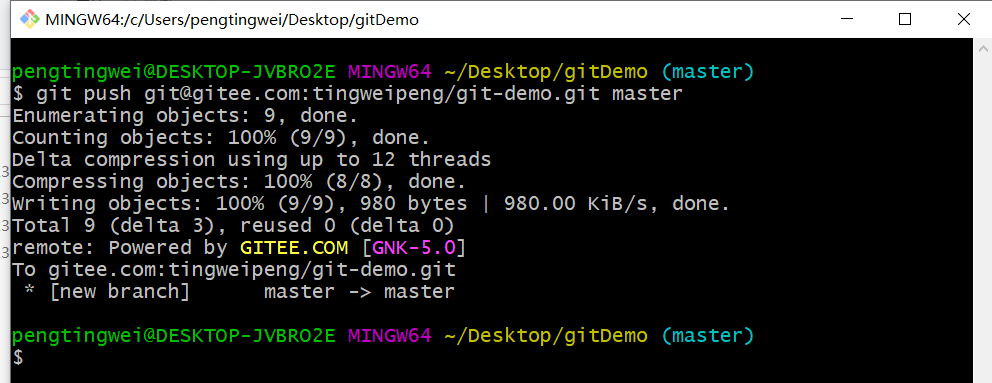 MINGW64:/c/Users/pengtingwei/Desktop/gitDemo
pengtingwei@DESKTOP-JVBRO2E MINGW64 ~/Desktop/gitDemo (master)
$ git push git@gitee.com:tingweipeng/git-demo.git master
Enumerating objects: 9, done.
Counting objects: 100% (9/9), done.
Delta compression using up to 12 threads
Compressing objects: 100% (8/8), done.
Writing objects: 100% (9/9), 980 bytes | 980.00 KiB/s, done.
Total 9 (delta 3), reused 0 (delta 0)
remote: Powered by GITEE.COM [GNK-5.0]
To gitee.com:tingweipeng/git-demo.git
 * [new branch]      master -> master
pengtingwei@DESKTOP-JVBRO2E MINGW64 ~/Desktop/gitDemo (master)
$